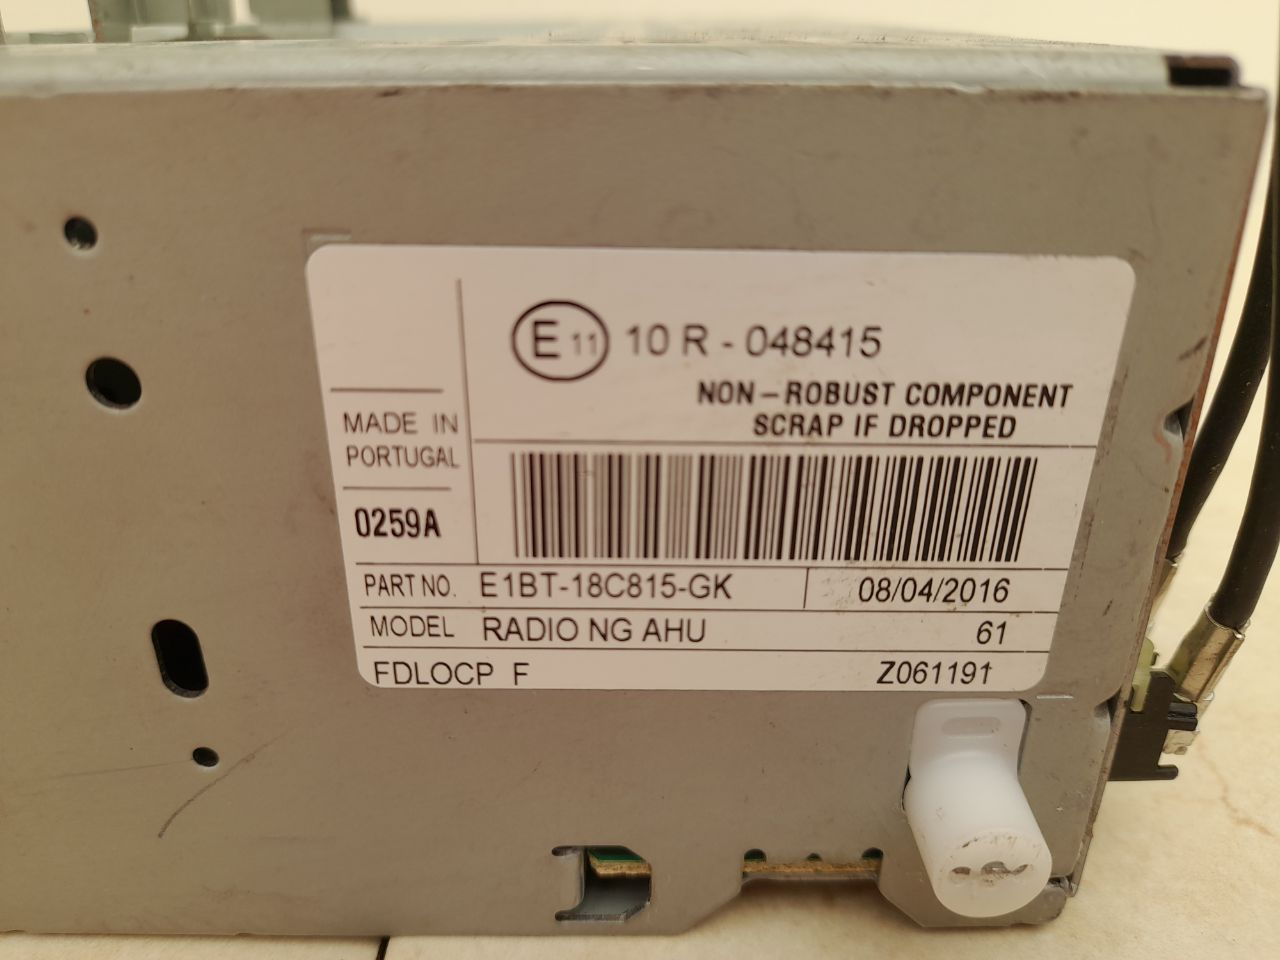 E 11 10 R - 048415
NON-ROBUST COMPONENT
SCRAP IF DROPPED
MADE IN
PORTUGAL
0259A
PART NO. E1BT-18C815-GK 08/04/2016
MODEL RADIO NG AHU 61
FDLOCP F Z061191